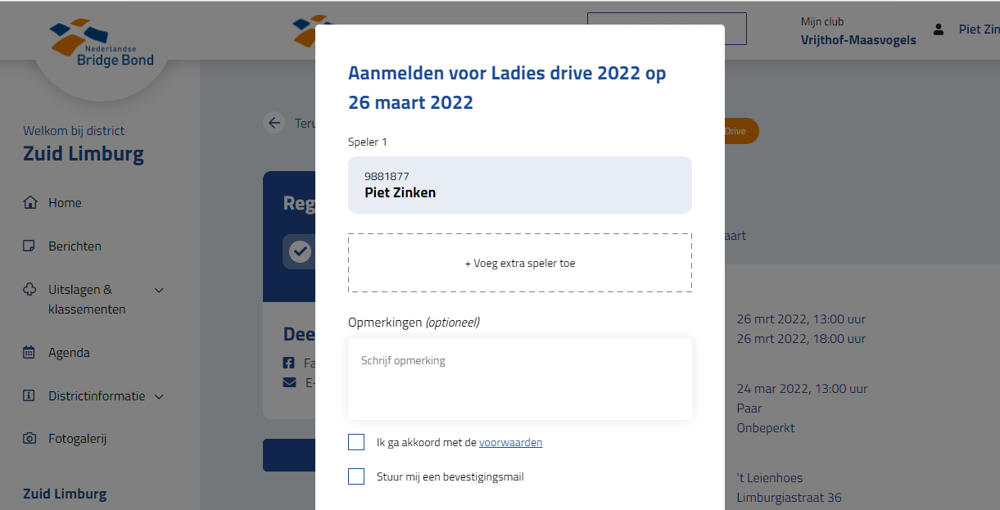 Nederlandse
Bridge Bond
Mijn club
Vrijthof-Maasvogels
Piet Zin
Welkom bij district
Zuid Limburg
Home
Berichten
Uitslagen &
klassementen
Agenda
Districtinformatie
Fotogalerij
Zuid Limburg
Teru
Reg
Dee
Fa
E-
Aanmelden voor Ladies drive 2022 op
26 maart 2022
Speler 1
9881877
Piet Zinken
+ Voeg extra speler toe
Opmerkingen (optioneel)
Schrijf opmerking
Ik ga akkoord met de voorwaarden
Stuur mij een bevestigingsmail
Drive
aart
26 mrt 2022, 13:00 uur
26 mrt 2022, 18:00 uur
24 mar 2022, 13:00 uur
Paar
Onbeperkt
't Leienhoes
Limburgiastraat 36